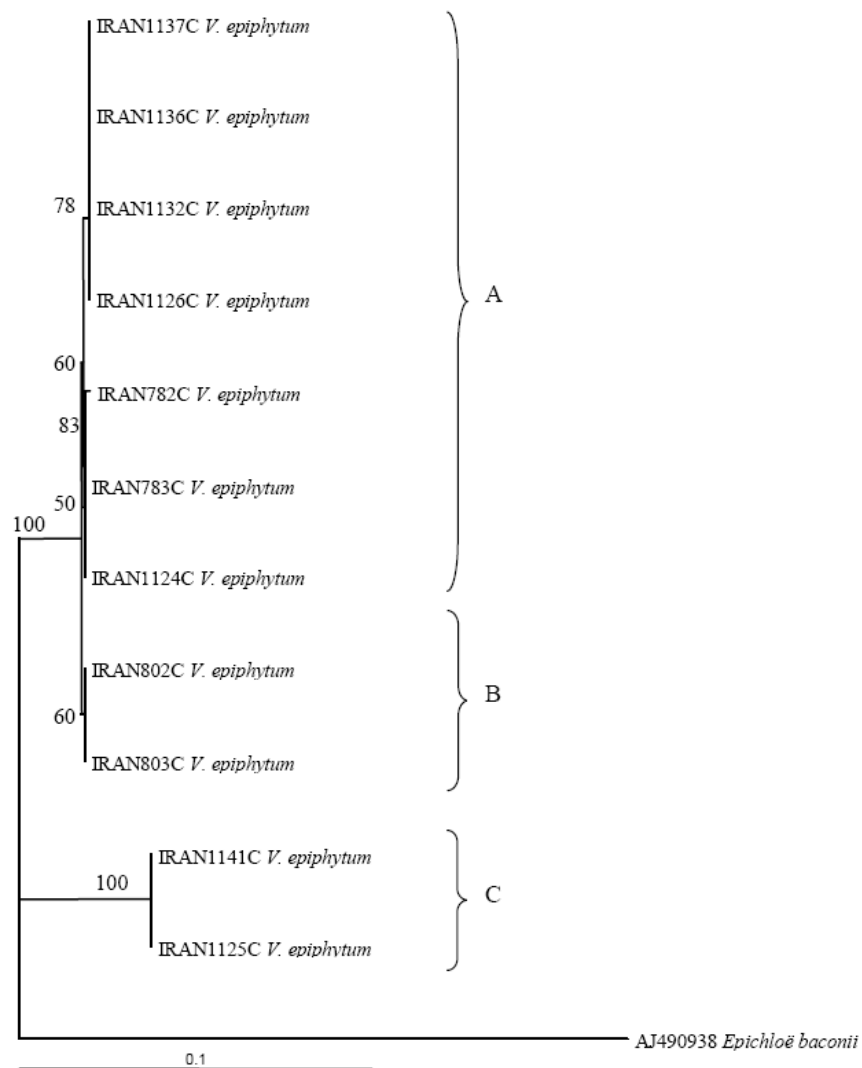 IRAN1137C V. epiphytum
IRAN1136C V. epiphytum
78
IRAN1132C V. epiphytum
A
IRAN1126C V. epiphytum
60
IRAN782C V. epiphytum
83
IRAN783C V. epiphytum
50
100
IRAN1124C V. epiphytum
IRAN802C V. epiphytum
B
60
IRAN803C V. epiphytum
IRAN1141C V. epiphytum
100
C
IRAN1125C V. epiphytum
AJ490938 Epichloë baconii
0.1